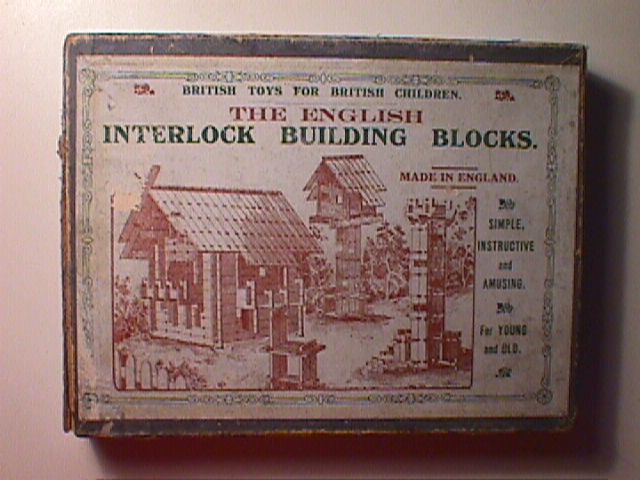 BRITISH TOYS FOR BRITISH CHILDREN.
THE ENGLISH
INTERLOCK BUILDING BLOCKS.
MADE IN ENGLAND.
SIMPLE,
INSTRUCTIVE
and
AMUSING.
For YOUNG
and OLD.